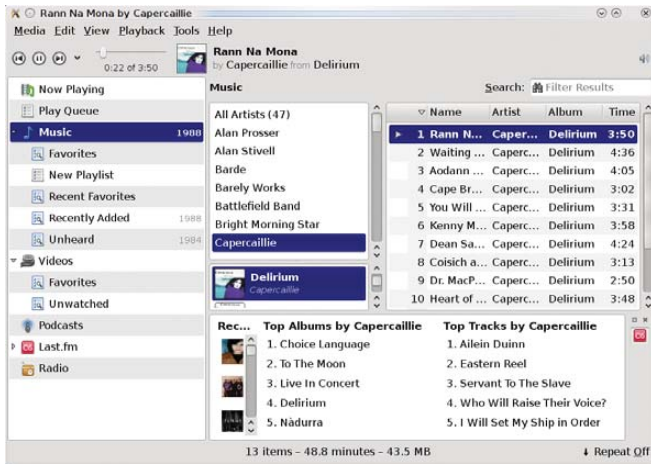 Rann Na Mona by Capercaillie
Media Edit View Playback Tools Help
0:22 of 3:50
Rann Na Mona
by Capercaillie from Delirium
Now Playing
Play Queue
Music 1988
Favorites
New Playlist
Recent Favorites
Recently Added 1988
Unheard 1984
Videos
Favorites
Unwatched
Podcasts
Last.fm
Radio
Music
Search: Filter Results
All Artists (47)
Alan Prosser
Alan Stivell
Barde
Barely Works
Battlefield Band
Bright Morning Star
Capercaillie
Delirium
Capercaillie
Name Artist Album Time
1 Rann N... Caper... Delirium 3:50
2 Waiting ... Caperc... Delirium 4:36
3 Aodann ... Caperc... Delirium 4:05
4 Cape Br... Caperc... Delirium 3:02
5 You Will ... Caperc... Delirium 3:31
6 Kenny M... Caperc... Delirium 3:58
7 Dean Sa... Caperc... Delirium 4:24
8 Coisich a... Caperc... Delirium 3:13
9 Dr. MacP... Caperc... Delirium 2:50
10 Heart of ... Caperc... Delirium 3:48
Rec... Top Albums by Capercaillie
1. Choice Language
2. To The Moon
3. Live In Concert
4. Delirium
5. Nàdurra
Top Tracks by Capercaillie
1. Ailein Duinn
2. Eastern Reel
3. Servant To The Slave
4. Who Will Raise Their Voice?
5. I Will Set My Ship in Order
13 items – 48.8 minutes – 43.5 MB
Repeat Off